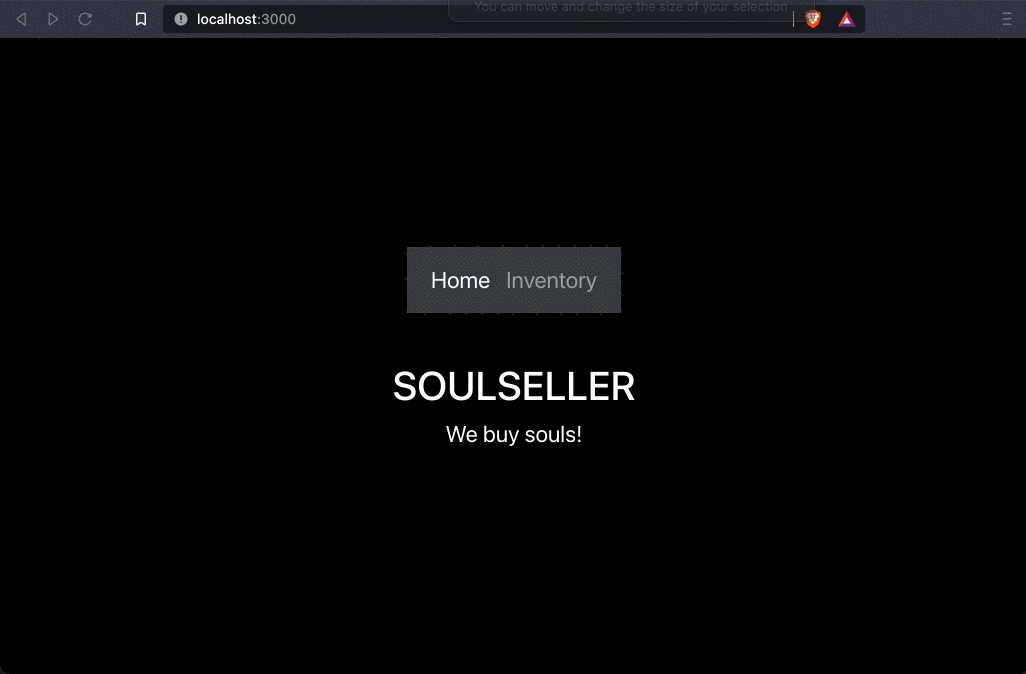 localhost:3000
You can move and change the size of your selection
Home Inventory
SOULSELLER
We buy souls!